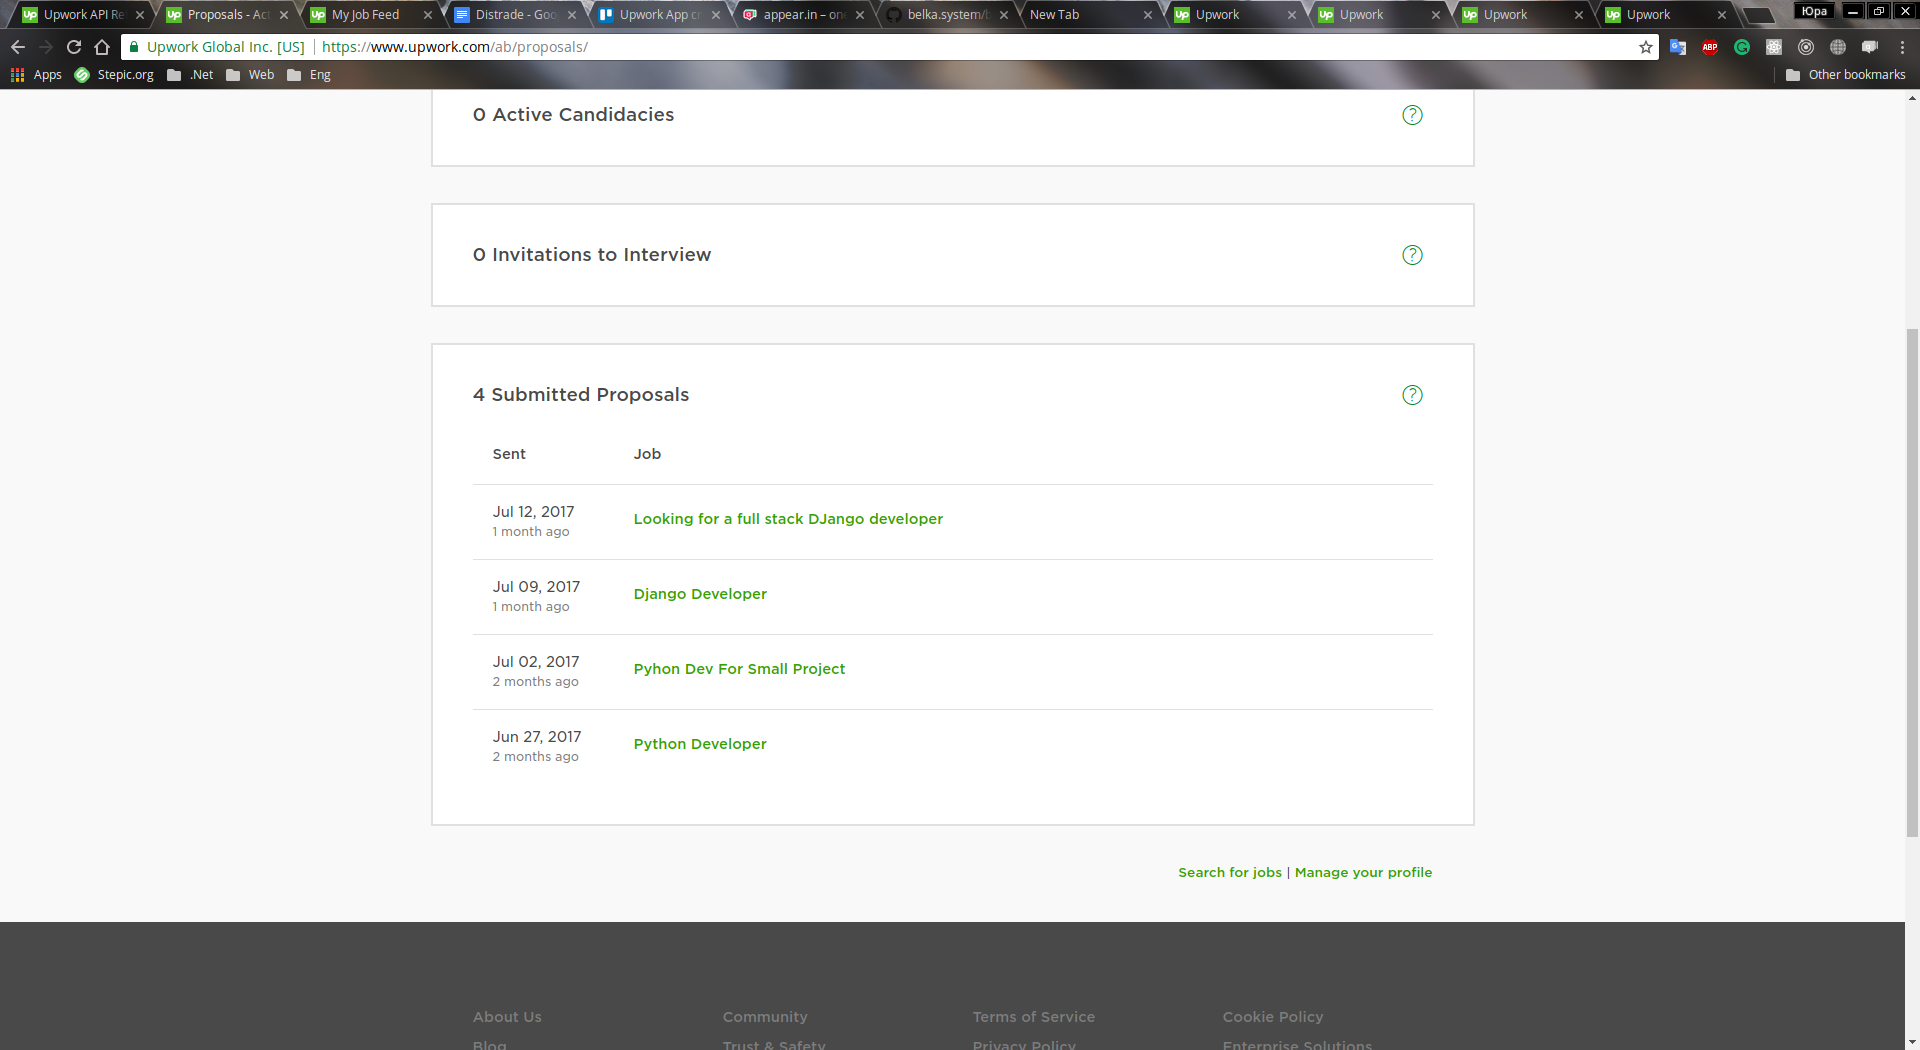 Upwork API Re
Proposals - Act
My Job Feed
Distrade - Goo
Upwork App cr
appear.in – one
belka.system/b
New Tab
Upwork
Upwork
Upwork
Upwork
Юра
Upwork Global Inc. [US]
https://www.upwork.com/ab/proposals/
ABP
Apps
Stepic.org
.Net
Web
Eng
Other bookmarks
0 Active Candidacies
?
0 Invitations to Interview
?
4 Submitted Proposals
?
Sent Job
Jul 12, 2017
1 month ago
Looking for a full stack DJango developer
Jul 09, 2017
1 month ago
Django Developer
Jul 02, 2017
2 months ago
Pyhon Dev For Small Project
Jun 27, 2017
2 months ago
Python Developer
Search for jobs | Manage your profile
About Us Community Terms of Service Cookie Policy
Blog Trust & Safety Privacy Policy Enterprise Solutions